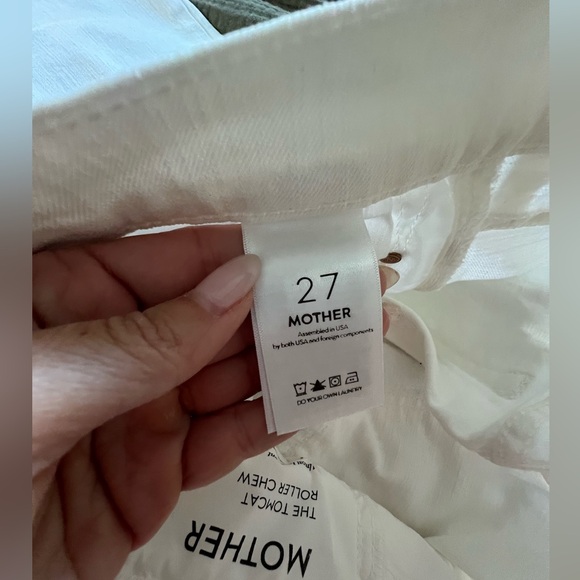 27
MOTHER
Assembled in USA
by both USA and foreign components
DO YOUR OWN LAUNDRY
MOTHER
THE TOMCAT
ROLLER CHEW